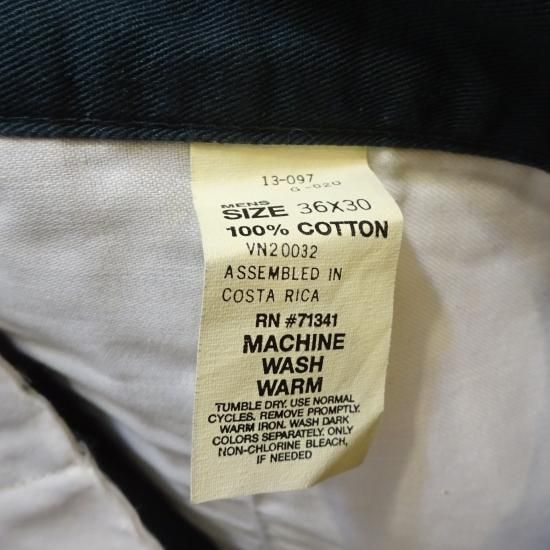 13-097
G-020
MENS
SIZE 36X30
100% COTTON
VN20032
ASSEMBLED IN
COSTA RICA
RN #71341
MACHINE
WASH
WARM
TUMBLE DRY. USE NORMAL
CYCLES. REMOVE PROMPTLY.
WARM IRON. WASH DARK
COLORS SEPARATELY. ONLY
NON-CHLORINE BLEACH,
IF NEEDED